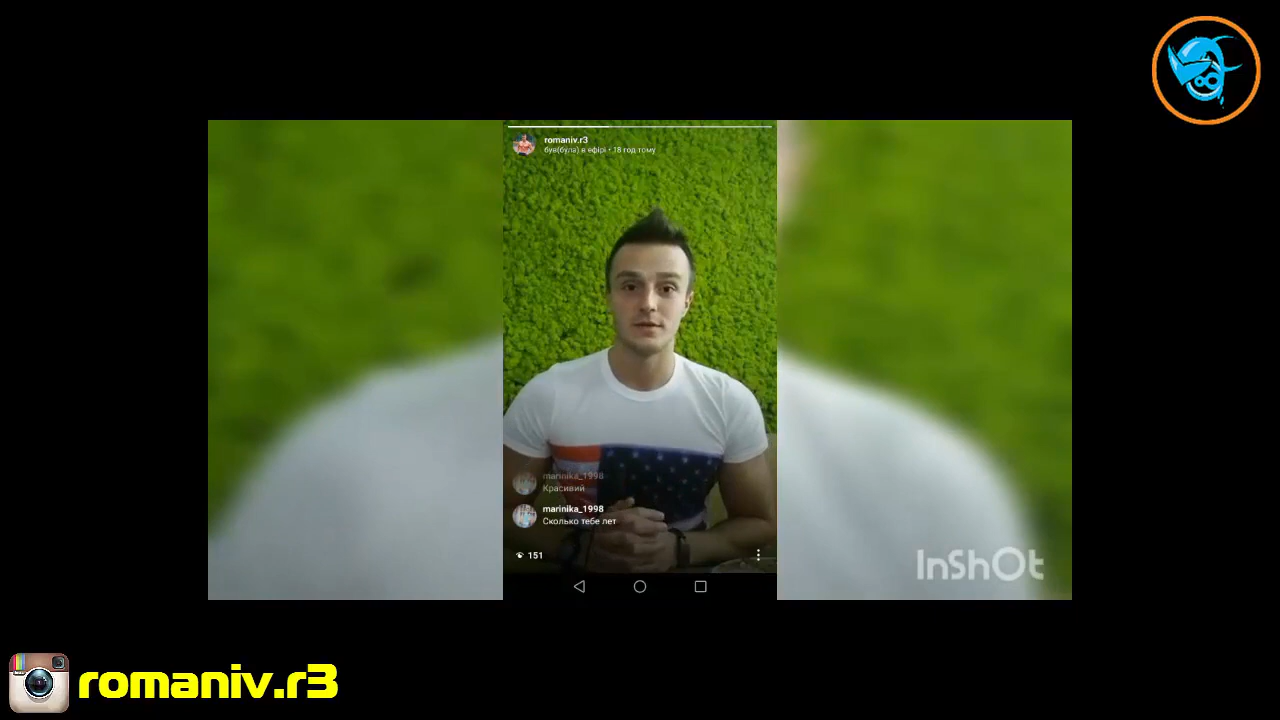 romaniv.r3
був(була) в ефірі • 18 год тому
marinika_1998
Красивий
marinika_1998
Сколько тебе лет
151
InShOt
romaniv.r3